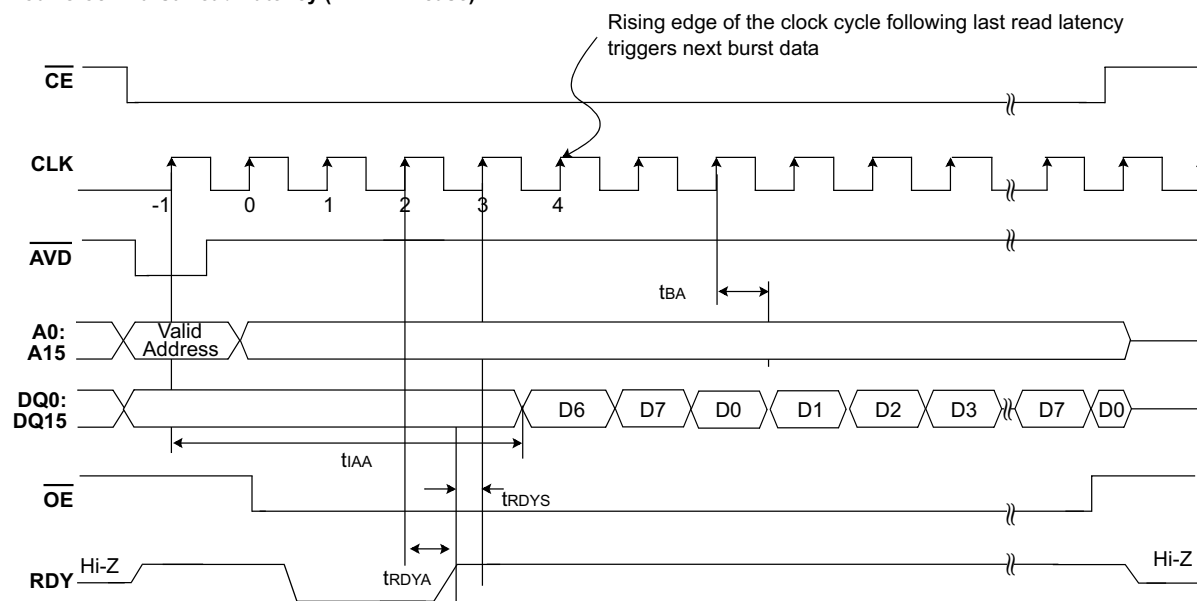 Rising edge of the clock cycle following last read latency
triggers next burst data
CE
CLK
-1 0 1 2 3 4
AVD
tBA
A0:
A15
Valid
Address
DQ0:
DQ15
D6 D7 D0 D1 D2 D3 D7 D0
tIAA
OE
tRDYS
RDY
Hi-Z
tRDYA
Hi-Z